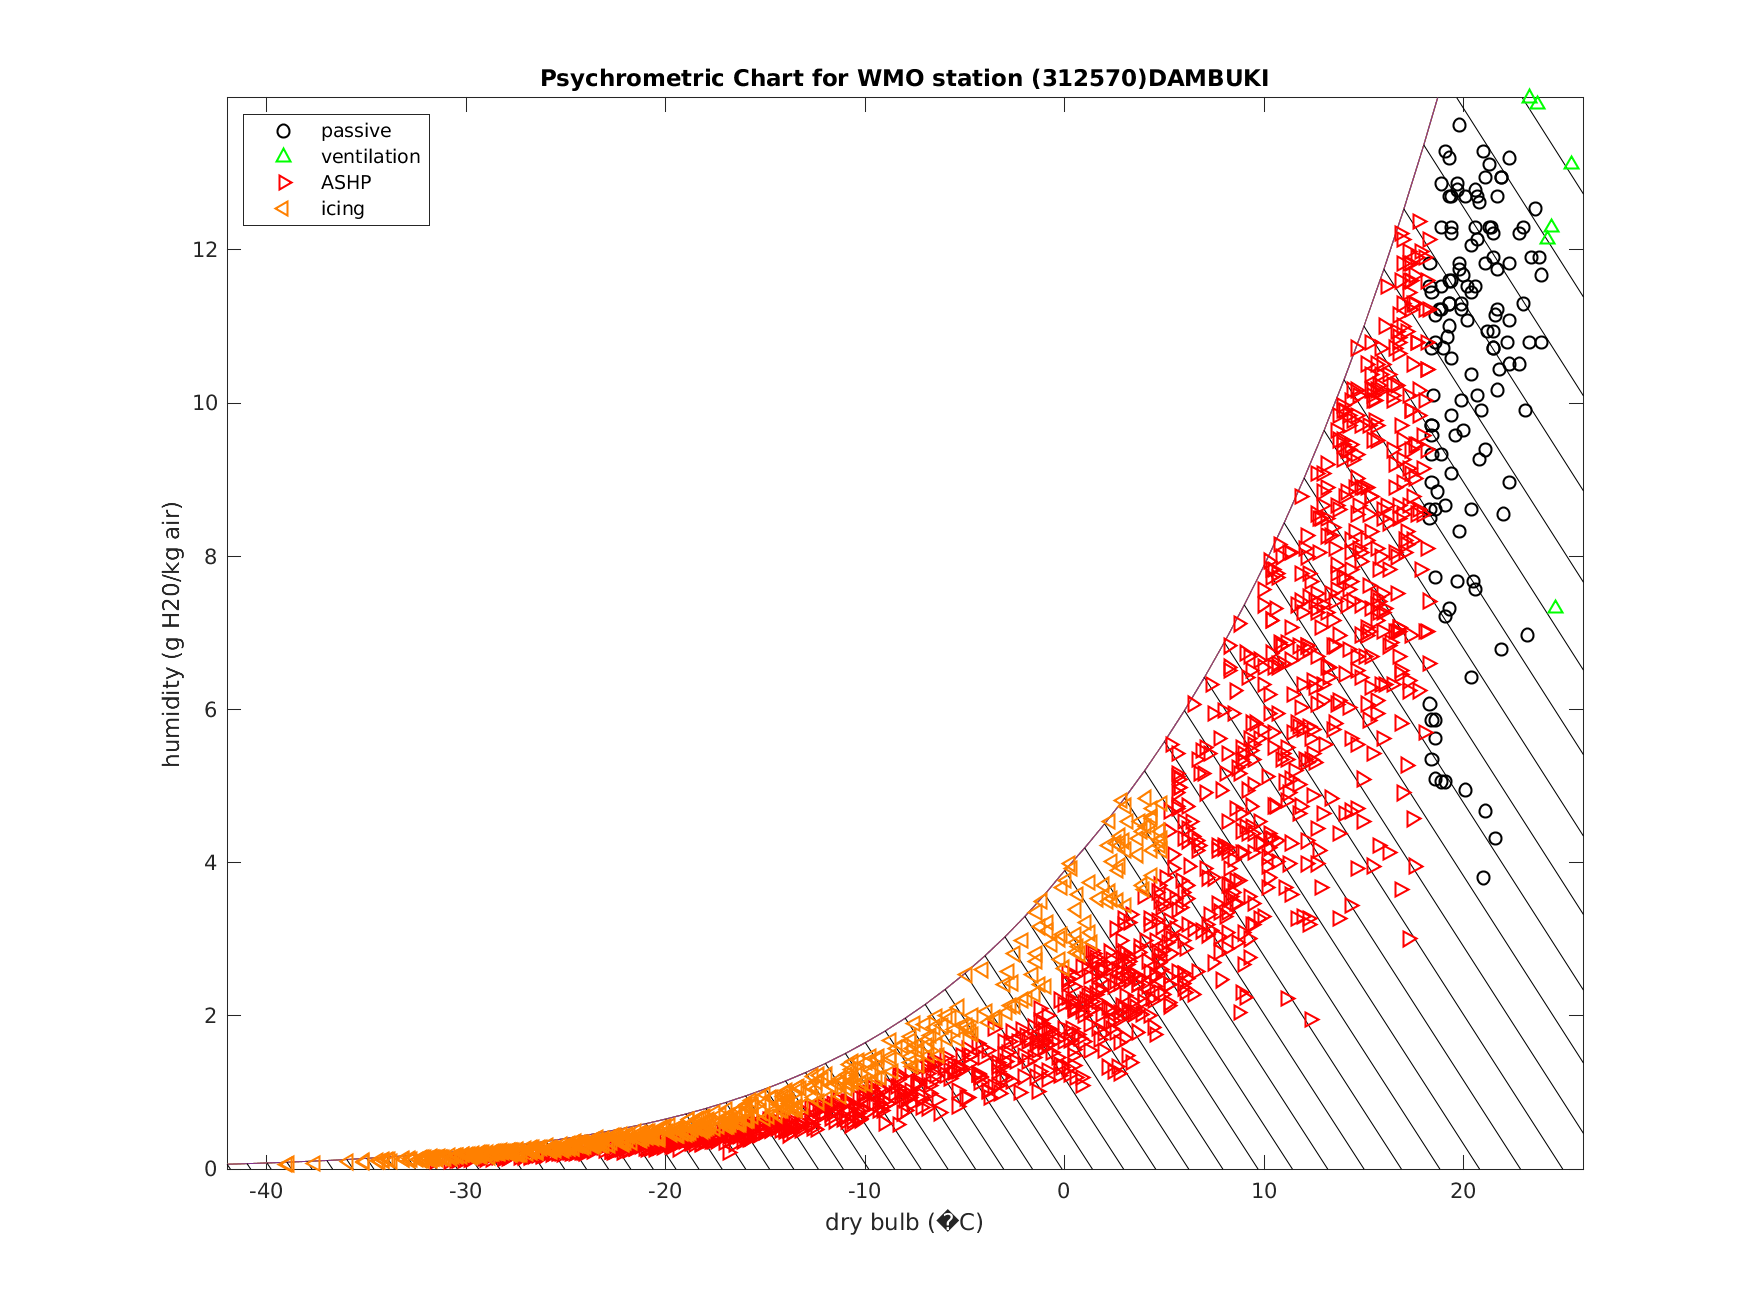 Psychrometric Chart for WMO station (312570)DAMBUKI
passive
ventilation
ASHP
icing
humidity (g H20/kg air)
12
10
8
6
4
2
0
-40 -30 -20 -10 0 10 20
dry bulb (�C)